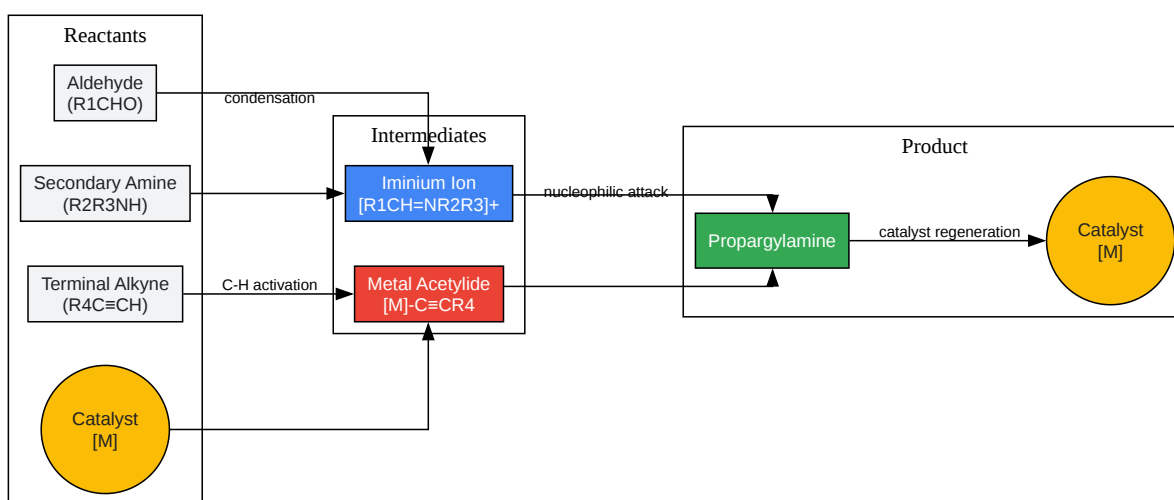 Reactants
Aldehyde
(R1CHO)
condensation
Secondary Amine
(R2R3NH)
Terminal Alkyne
(R4C≡CH)
C-H activation
Catalyst
[M]
Intermediates
Iminium Ion
[R1CH=NR2R3]+
Metal Acetylide
[M]-C≡CR4
nucleophilic attack
Product
Propargylamine
catalyst regeneration
Catalyst
[M]